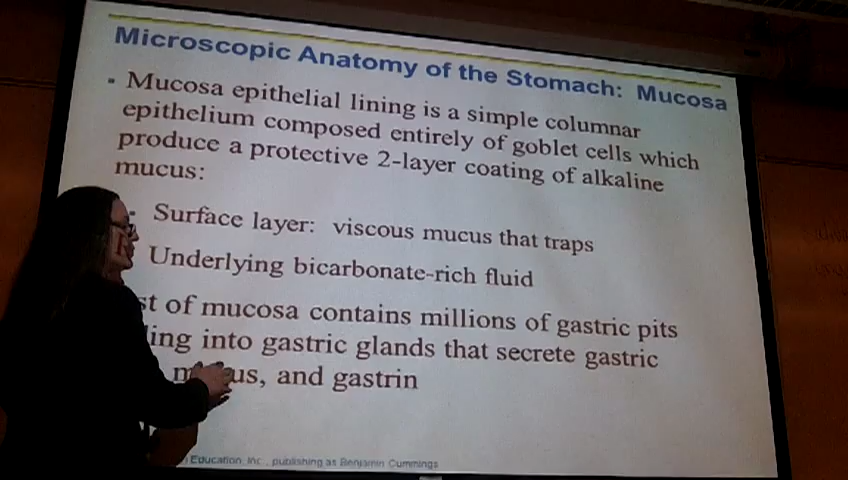 Microscopic Anatomy of the Stomach: Mucosa
Mucosa epithelial lining is a simple columnar
epithelium composed entirely of goblet cells which
produce a protective 2-layer coating of alkaline
mucus:
Surface layer: viscous mucus that traps
Underlying bicarbonate-rich fluid
st of mucosa contains millions of gastric pits
ing into gastric glands that secrete gastric
and gastrin
Education, Inc., publishing as Benjamin Cummings